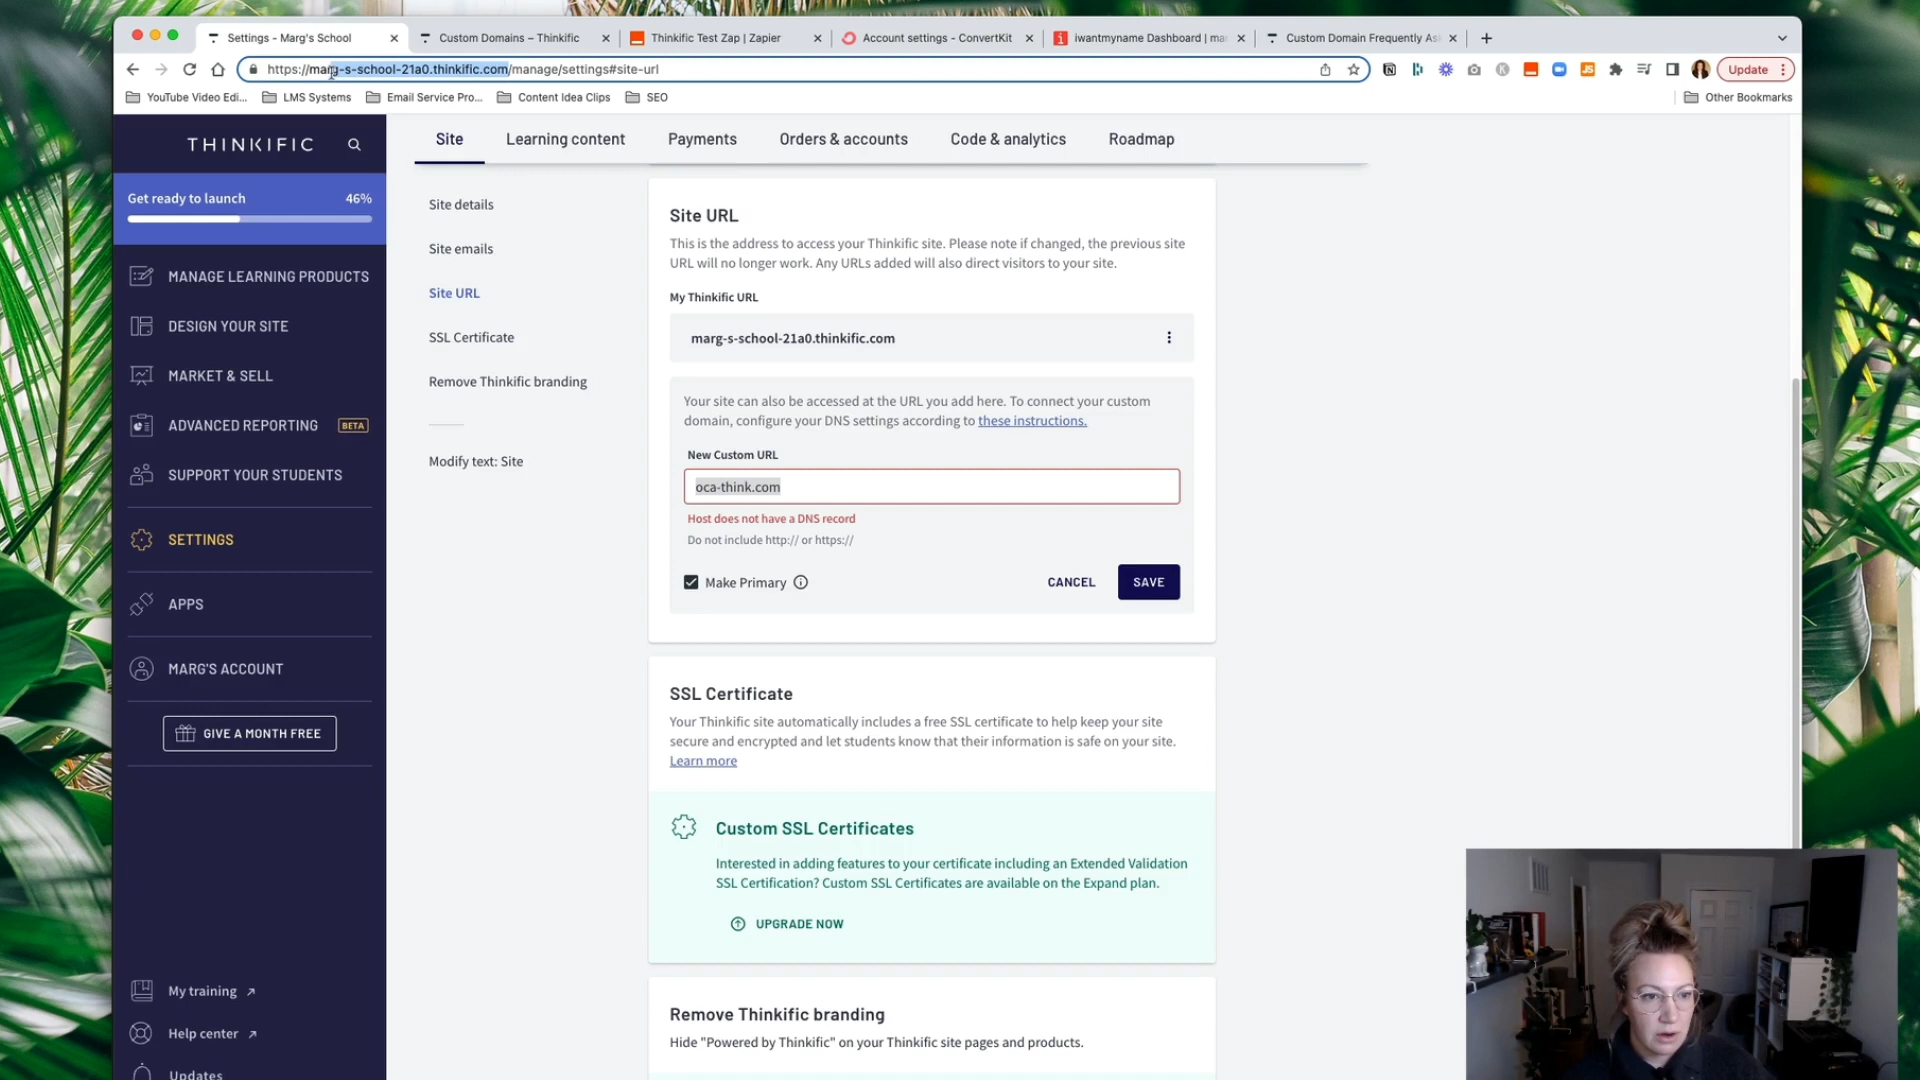 Settings - Marg's School
Custom Domains – Thinkific
Thinkific Test Zap | Zapier
Account settings - ConvertKit
iwantmyname Dashboard | ma
Custom Domain Frequently As
https://marg-s-school-21a0.thinkific.com/manage/settings#site-url
Update
YouTube Video Edi...
LMS Systems
Email Service Pro...
Content Idea Clips
SEO
Other Bookmarks
THINKIFIC
Get ready to launch 46%
MANAGE LEARNING PRODUCTS
DESIGN YOUR SITE
MARKET & SELL
ADVANCED REPORTING BETA
SUPPORT YOUR STUDENTS
SETTINGS
APPS
MARG'S ACCOUNT
GIVE A MONTH FREE
My training
Help center
Updates
Site
Learning content
Payments
Orders & accounts
Code & analytics
Roadmap
Site details
Site emails
Site URL
SSL Certificate
Remove Thinkific branding
Modify text: Site
Site URL
This is the address to access your Thinkific site. Please note if changed, the previous site
URL will no longer work. Any URLs added will also direct visitors to your site.
My Thinkific URL
marg-s-school-21a0.thinkific.com
Your site can also be accessed at the URL you add here. To connect your custom
domain, configure your DNS settings according to these instructions.
New Custom URL
oca-think.com
Host does not have a DNS record
Do not include http:// or https://
Make Primary
CANCEL
SAVE
SSL Certificate
Your Thinkific site automatically includes a free SSL certificate to help keep your site
secure and encrypted and let students know that their information is safe on your site.
Learn more
Custom SSL Certificates
Interested in adding features to your certificate including an Extended Validation
SSL Certification? Custom SSL Certificates are available on the Expand plan.
UPGRADE NOW
Remove Thinkific branding
Hide "Powered by Thinkific" on your Thinkific site pages and products.